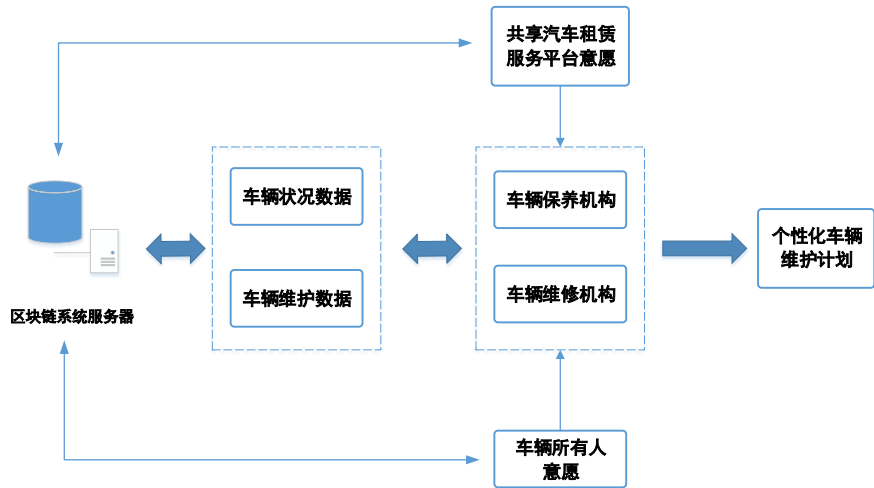 共享汽车租赁
服务平台意愿
车辆状况数据
车辆保养机构
个性化车辆
维护计划
车辆维护数据
车辆维修机构
区块链系统服务器
车辆所有人
意愿